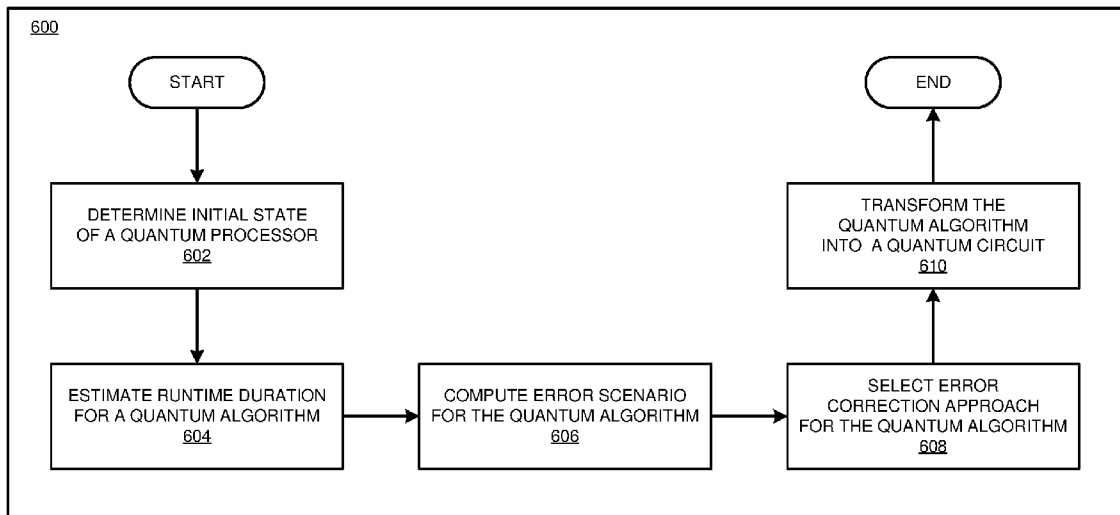 600
START
DETERMINE INITIAL STATE
OF A QUANTUM PROCESSOR
602
ESTIMATE RUNTIME DURATION
FOR A QUANTUM ALGORITHM
604
COMPUTE ERROR SCENARIO
FOR THE QUANTUM ALGORITHM
606
SELECT ERROR
CORRECTION APPROACH
FOR THE QUANTUM ALGORITHM
608
TRANSFORM THE
QUANTUM ALGORITHM
INTO A QUANTUM CIRCUIT
610
END